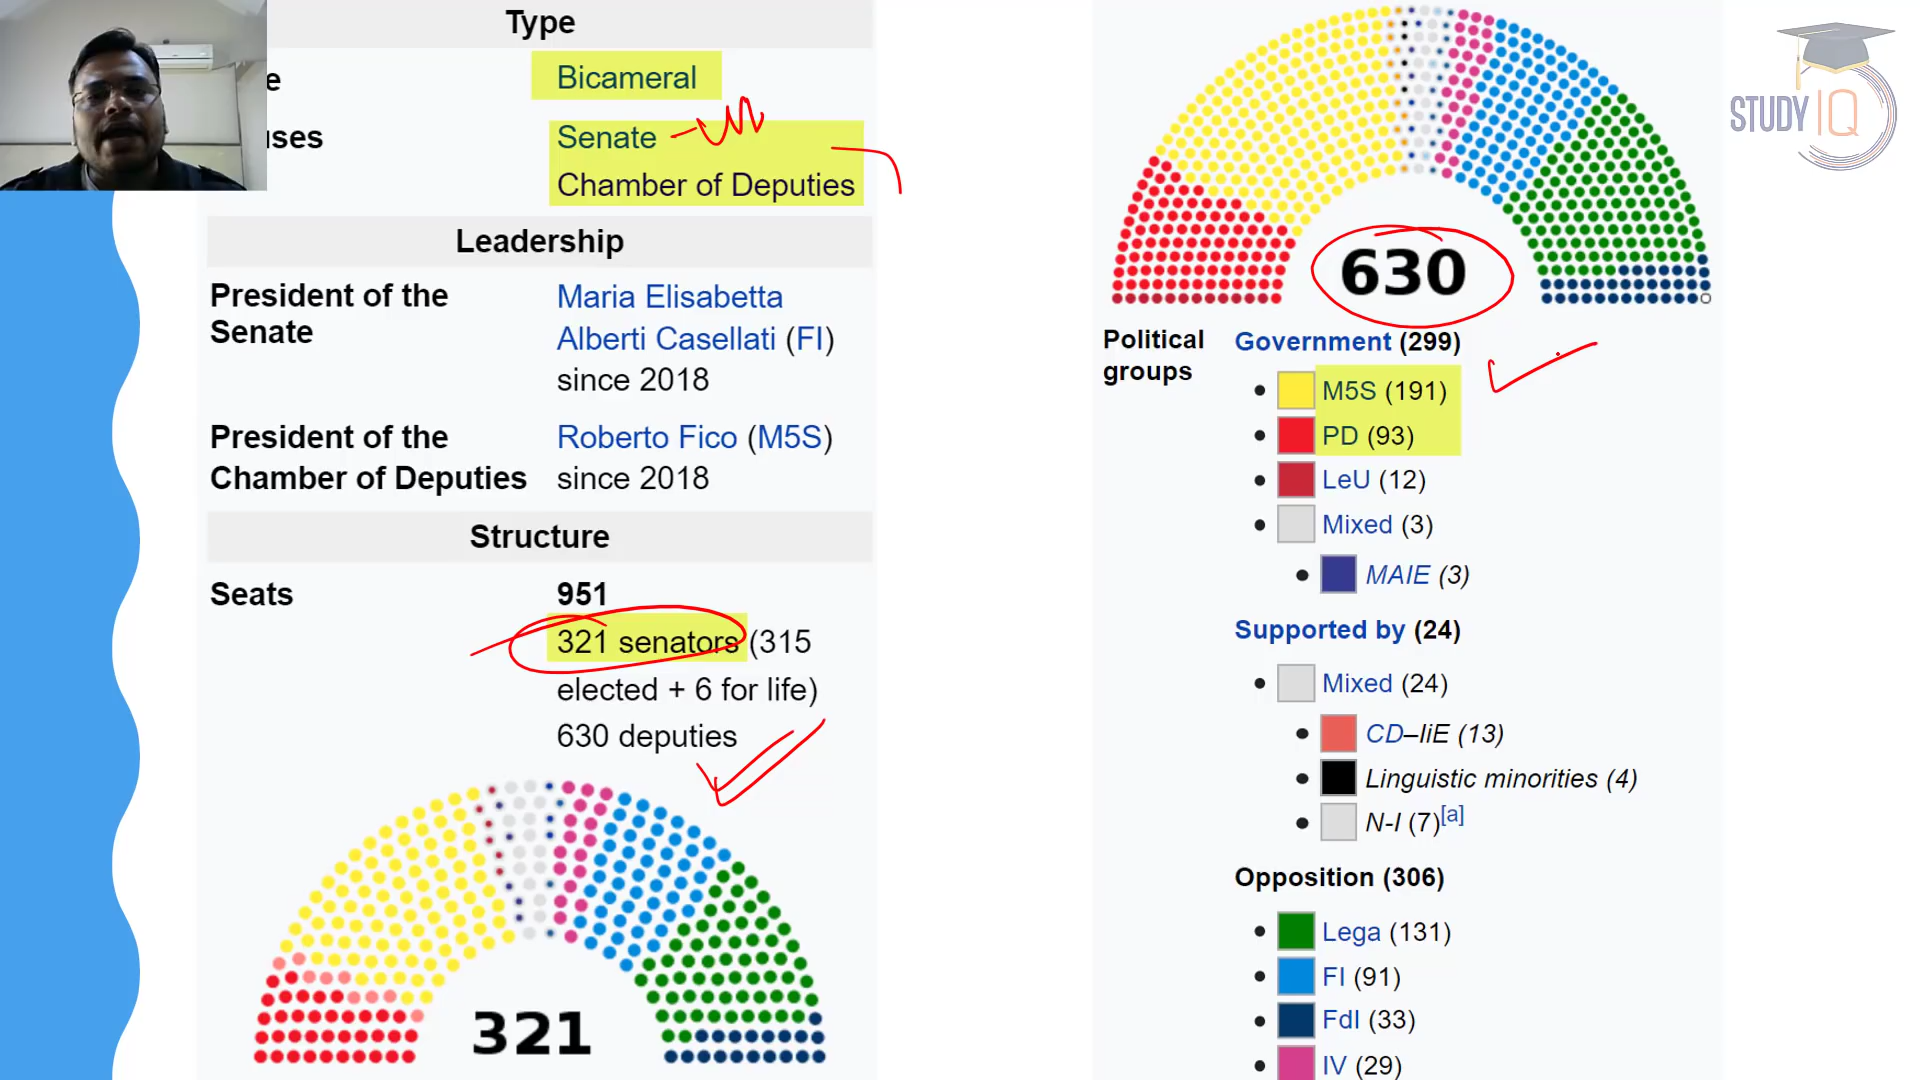 Type
e
Bicameral
uses
Senate
Chamber of Deputies
Leadership
President of the
Senate
Maria Elisabetta
Alberti Casellati (FI)
since 2018
President of the
Chamber of Deputies
Roberto Fico (M5S)
since 2018
Structure
Seats
951
321 senators (315
elected + 6 for life)
630 deputies
321
630
Political
groups
Government (299)
M5S (191)
PD (93)
LeU (12)
Mixed (3)
MAIE (3)
Supported by (24)
Mixed (24)
CD–IiE (13)
Linguistic minorities (4)
N-I (7)[a]
Opposition (306)
Lega (131)
FI (91)
FdI (33)
IV (29)
STUDY IQ